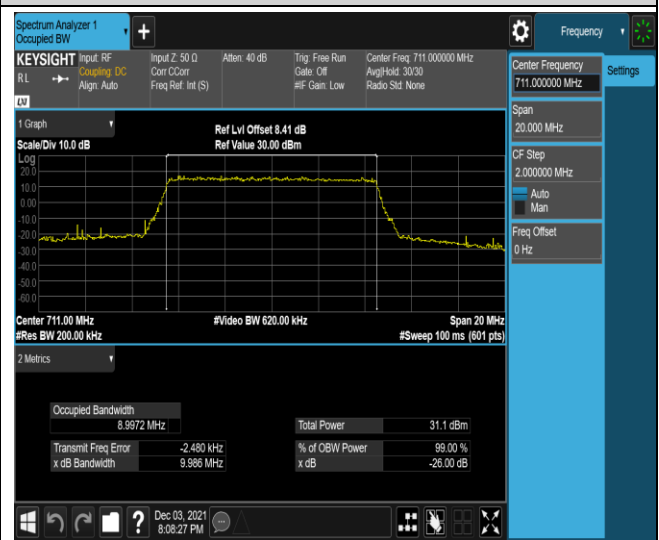 Spectrum Analyzer 1
Occupied BW
Frequency
KEYSIGHT
RL
LXI
Input: RF
Coupling: DC
Align: Auto
Input Z: 50 Ω
Corr CCorr
Freq Ref: Int (S)
Atten: 40 dB
Trig: Free Run
Gate: Off
#IF Gain: Low
Center Freq: 711.000000 MHz
Avg|Hold: 30/30
Radio Std: None
Center Frequency
711.000000 MHz
Settings
Span
20.000 MHz
CF Step
2.000000 MHz
Auto
Man
Freq Offset
0 Hz
1 Graph
Scale/Div 10.0 dB
Ref Lvl Offset 8.41 dB
Ref Value 30.00 dBm
Log
20.0
10.0
0.00
-10.0
-20.0
-30.0
-40.0
-50.0
-60.0
Center 711.00 MHz
#Res BW 200.00 kHz
#Video BW 620.00 kHz
Span 20 MHz
#Sweep 100 ms (601 pts)
2 Metrics
Occupied Bandwidth
8.9972 MHz
Total Power 31.1 dBm
Transmit Freq Error -2.480 kHz
% of OBW Power 99.00 %
x dB Bandwidth 9.986 MHz
x dB -26.00 dB
?
Dec 03, 2021
8:08:27 PM